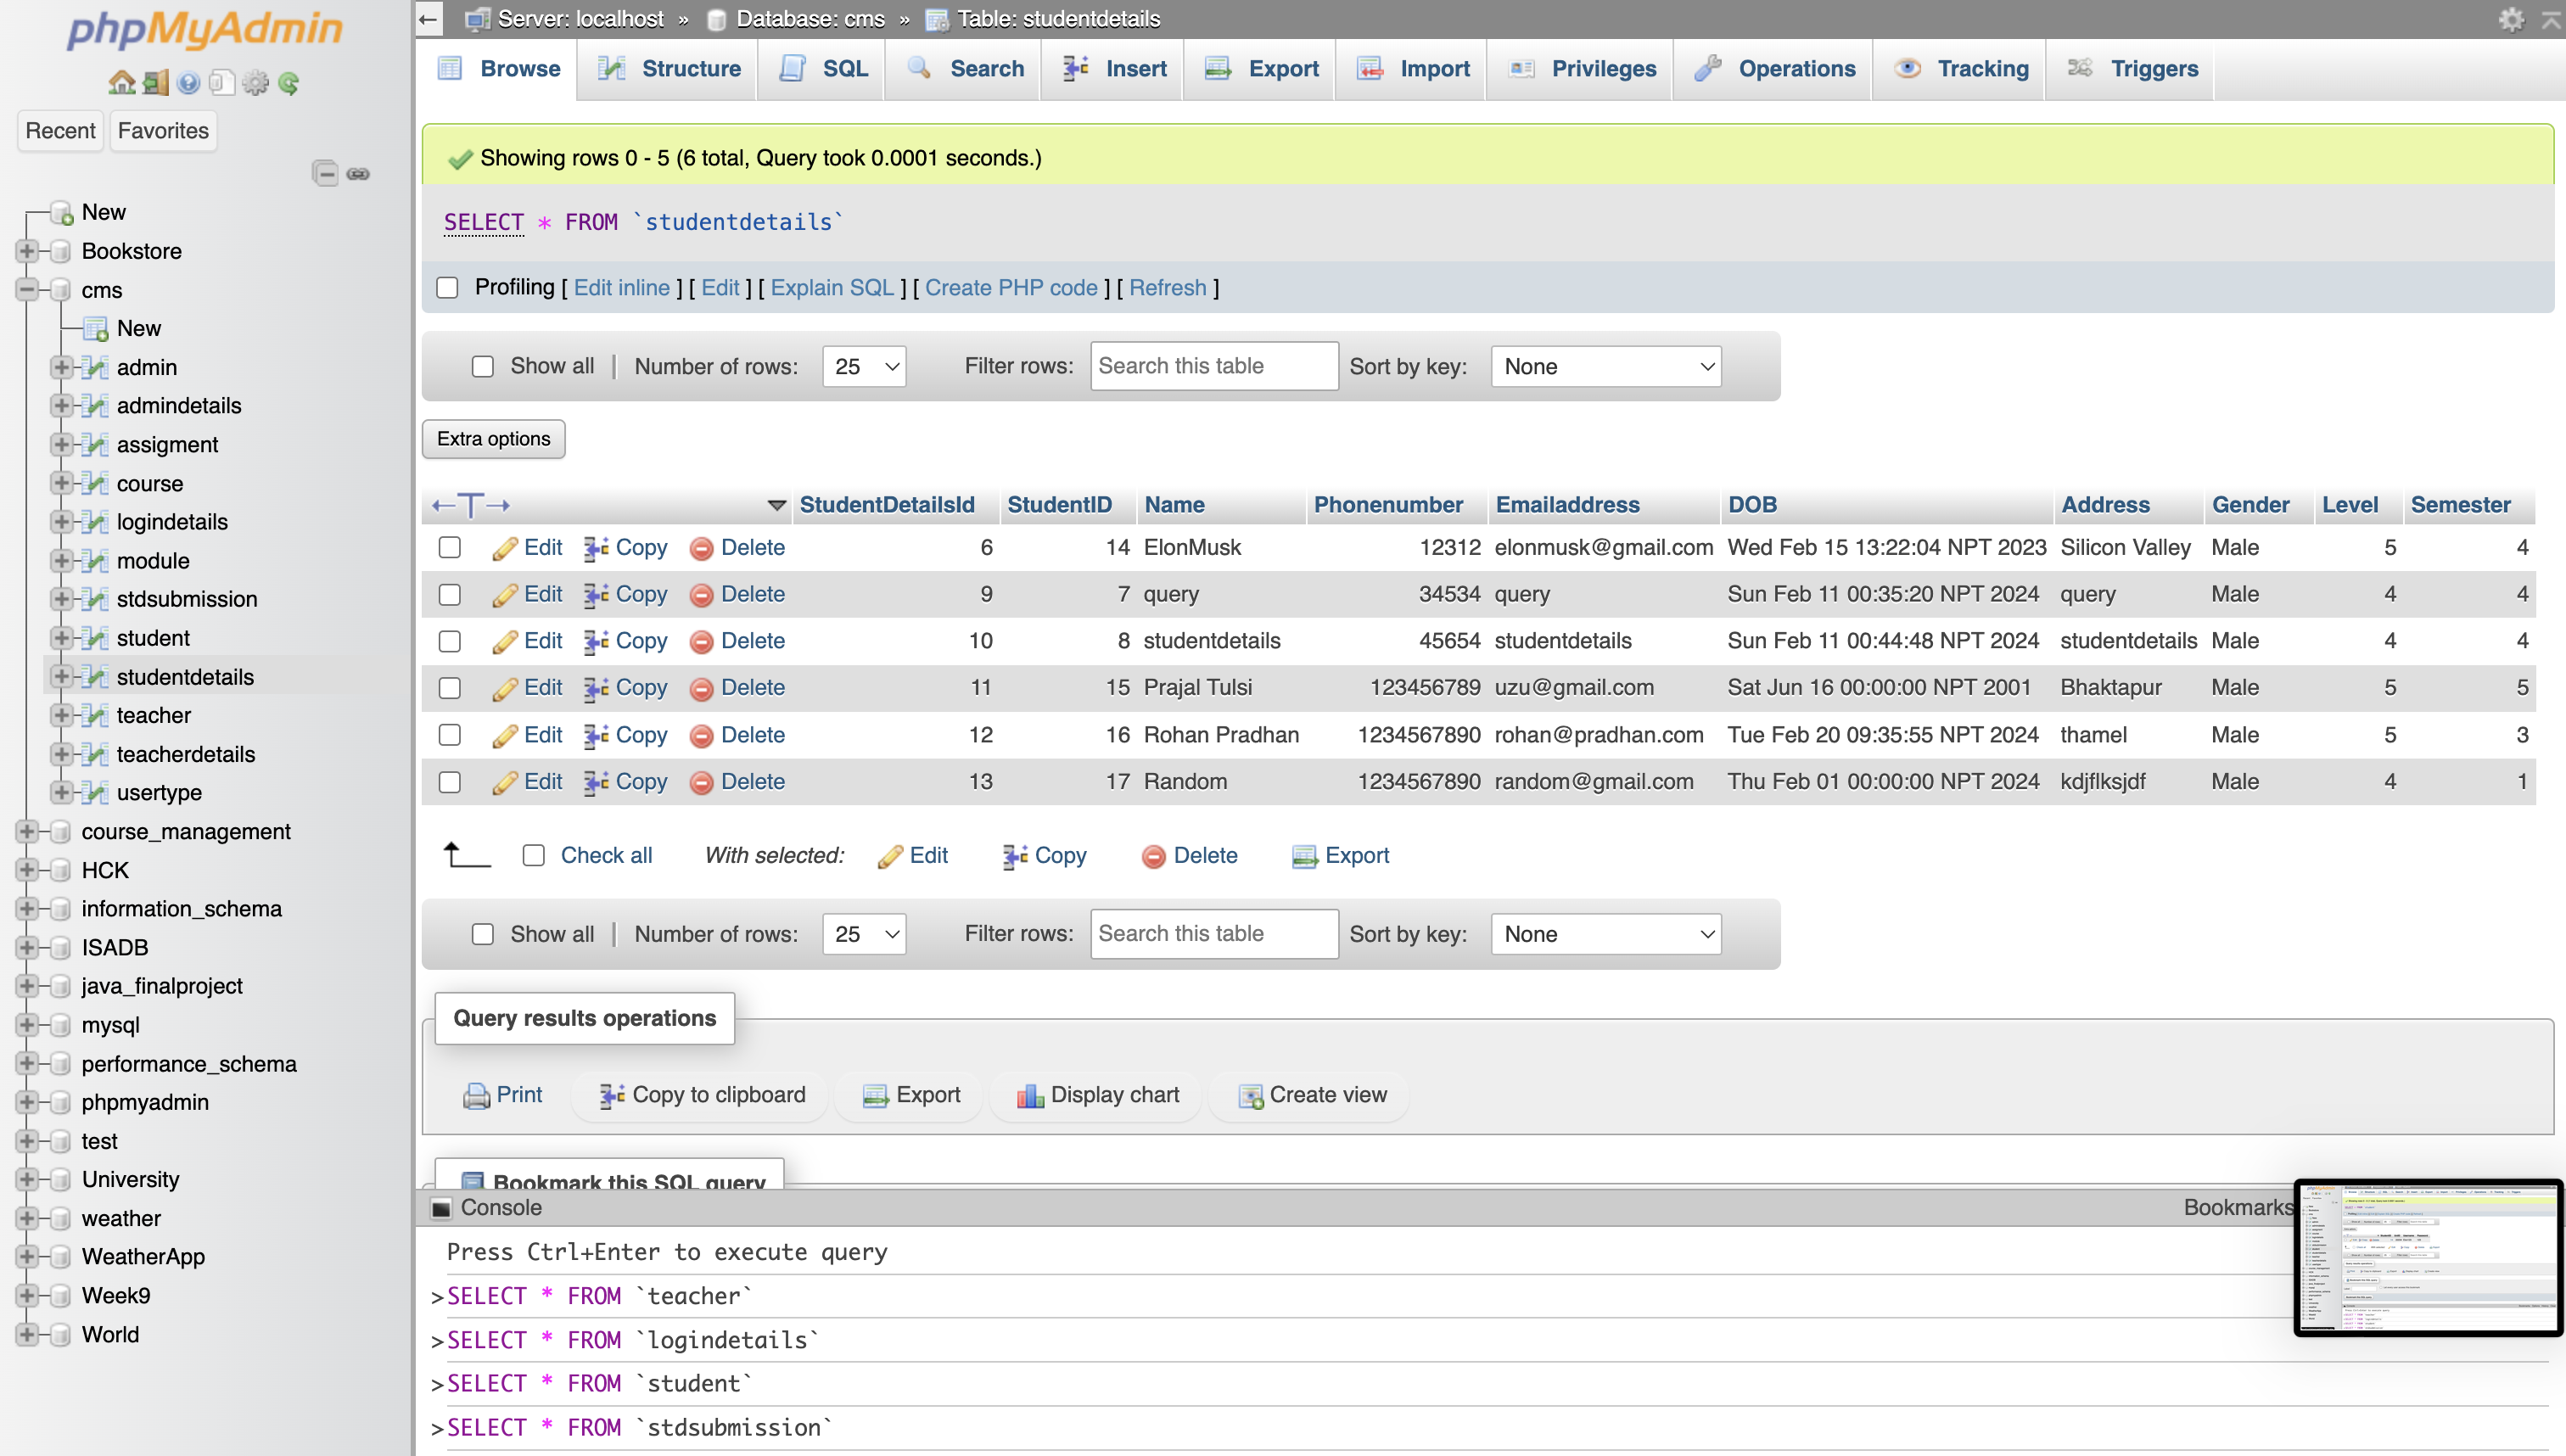 phpMyAdmin
Recent Favorites
New
Bookstore
cms
New
admin
admindetails
assigment
course
logindetails
module
stdsubmission
student
studentdetails
teacher
teacherdetails
usertype
course_management
HCK
information_schema
ISADB
java_finalproject
mysql
performance_schema
phpmyadmin
test
University
weather
WeatherApp
Week9
World
Server: localhost » Database: cms » Table: studentdetails
Browse Structure SQL Search Insert Export Import Privileges Operations Tracking Triggers
Showing rows 0 - 5 (6 total, Query took 0.0001 seconds.)
SELECT * FROM `studentdetails`
Profiling [ Edit inline ] [ Edit ] [ Explain SQL ] [ Create PHP code ] [ Refresh ]
Show all | Number of rows: 25 Filter rows: Search this table Sort by key: None
Extra options
←T→ StudentDetailsId StudentID Name Phonenumber Emailaddress DOB Address Gender Level Semester
Edit Copy Delete 6 14 ElonMusk 12312 elonmusk@gmail.com Wed Feb 15 13:22:04 NPT 2023 Silicon Valley Male 5 4
Edit Copy Delete 9 7 query 34534 query Sun Feb 11 00:35:20 NPT 2024 query Male 4 4
Edit Copy Delete 10 8 studentdetails 45654 studentdetails Sun Feb 11 00:44:48 NPT 2024 studentdetails Male 4 4
Edit Copy Delete 11 15 Prajal Tulsi 123456789 uzu@gmail.com Sat Jun 16 00:00:00 NPT 2001 Bhaktapur Male 5 5
Edit Copy Delete 12 16 Rohan Pradhan 1234567890 rohan@pradhan.com Tue Feb 20 09:35:55 NPT 2024 thamel Male 5 3
Edit Copy Delete 13 17 Random 1234567890 random@gmail.com Thu Feb 01 00:00:00 NPT 2024 kdjflksjdf Male 4 1
Check all With selected: Edit Copy Delete Export
Show all | Number of rows: 25 Filter rows: Search this table Sort by key: None
Query results operations
Print Copy to clipboard Export Display chart Create view
Bookmark this SQL query
Console Bookmarks
Press Ctrl+Enter to execute query
>SELECT * FROM `teacher`
>SELECT * FROM `logindetails`
>SELECT * FROM `student`
>SELECT * FROM `stdsubmission`